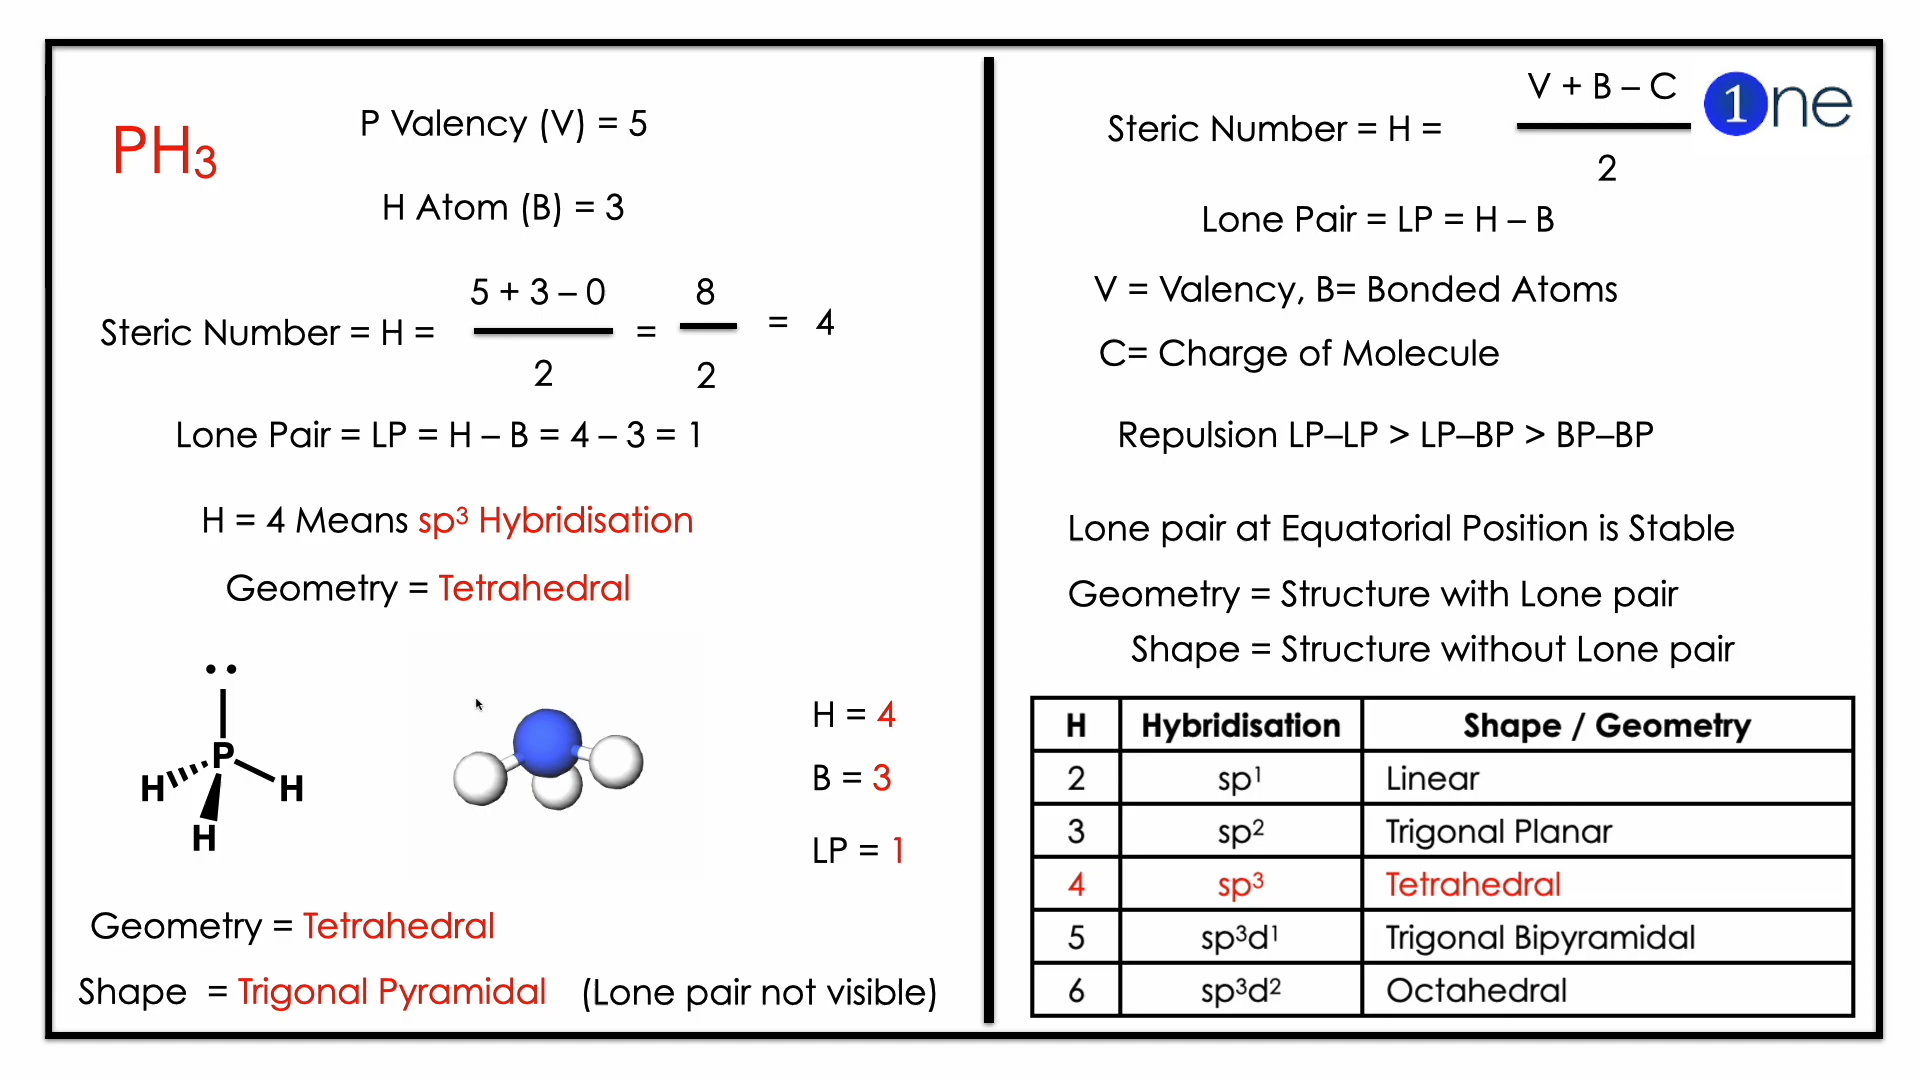 PH₃
P Valency (V) = 5
H Atom (B) = 3
Steric Number = H = 5 + 3 – 0 / 2 = 8 / 2 = 4
Lone Pair = LP = H – B = 4 – 3 = 1
H = 4 Means sp³ Hybridisation
Geometry = Tetrahedral
P
H H
H
H = 4
B = 3
LP = 1
Geometry = Tetrahedral
Shape = Trigonal Pyramidal (Lone pair not visible)
Steric Number = H = V + B – C / 2
1ne
Lone Pair = LP = H – B
V = Valency, B= Bonded Atoms
C= Charge of Molecule
Repulsion LP–LP > LP–BP > BP–BP
Lone pair at Equatorial Position is Stable
Geometry = Structure with Lone pair
Shape = Structure without Lone pair
H Hybridisation Shape / Geometry
2 sp¹ Linear
3 sp² Trigonal Planar
4 sp³ Tetrahedral
5 sp³d¹ Trigonal Bipyramidal
6 sp³d² Octahedral